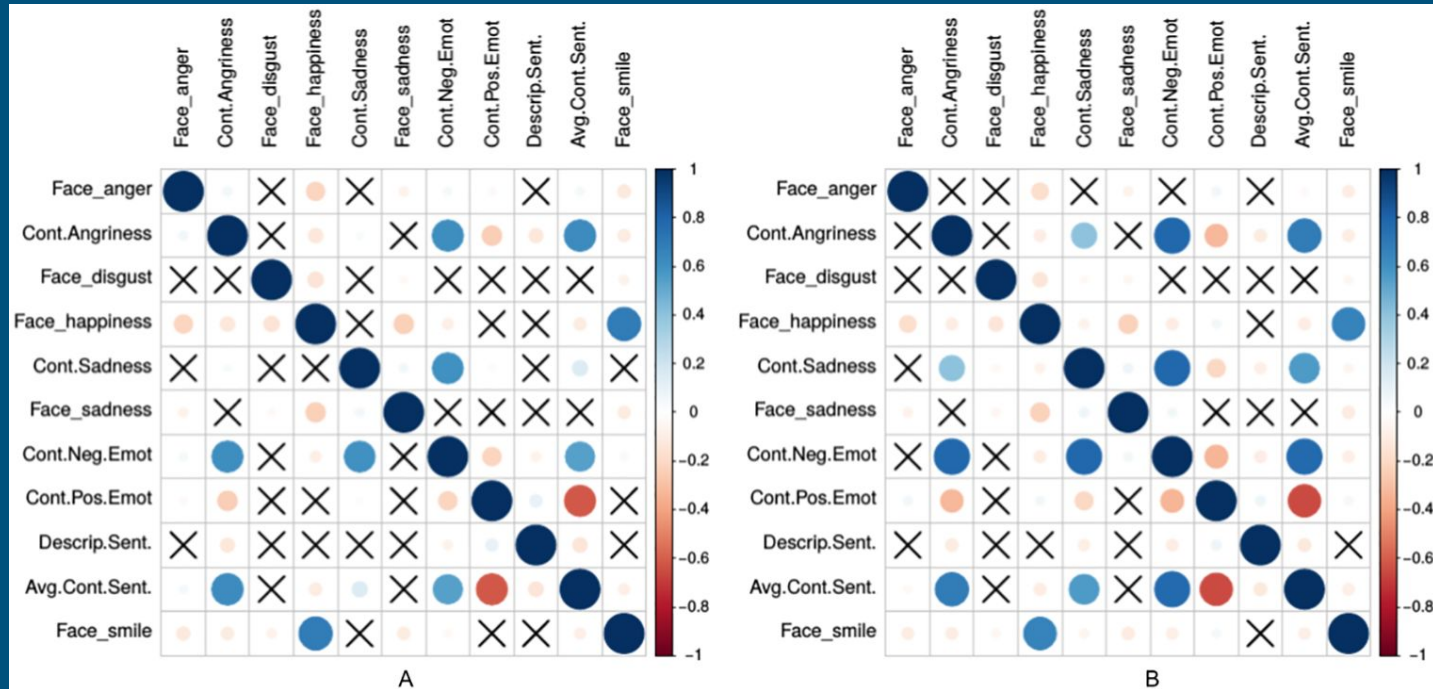 Face_anger
Cont.Angriness
Face_disgust
Face_happiness
Cont.Sadness
Face_sadness
Cont.Neg.Emot
Cont.Pos.Emot
Descrip.Sent.
Avg.Cont.Sent.
Face_smile
Face_anger
Cont.Angriness
Face_disgust
Face_happiness
Cont.Sadness
Face_sadness
Cont.Neg.Emot
Cont.Pos.Emot
Descrip.Sent.
Avg.Cont.Sent.
Face_smile
1
0.8
0.6
0.4
0.2
0
−0.2
−0.4
−0.6
−0.8
−1
A
Face_anger
Cont.Angriness
Face_disgust
Face_happiness
Cont.Sadness
Face_sadness
Cont.Neg.Emot
Cont.Pos.Emot
Descrip.Sent.
Avg.Cont.Sent.
Face_smile
Face_anger
Cont.Angriness
Face_disgust
Face_happiness
Cont.Sadness
Face_sadness
Cont.Neg.Emot
Cont.Pos.Emot
Descrip.Sent.
Avg.Cont.Sent.
Face_smile
1
0.8
0.6
0.4
0.2
0
−0.2
−0.4
−0.6
−0.8
−1
B